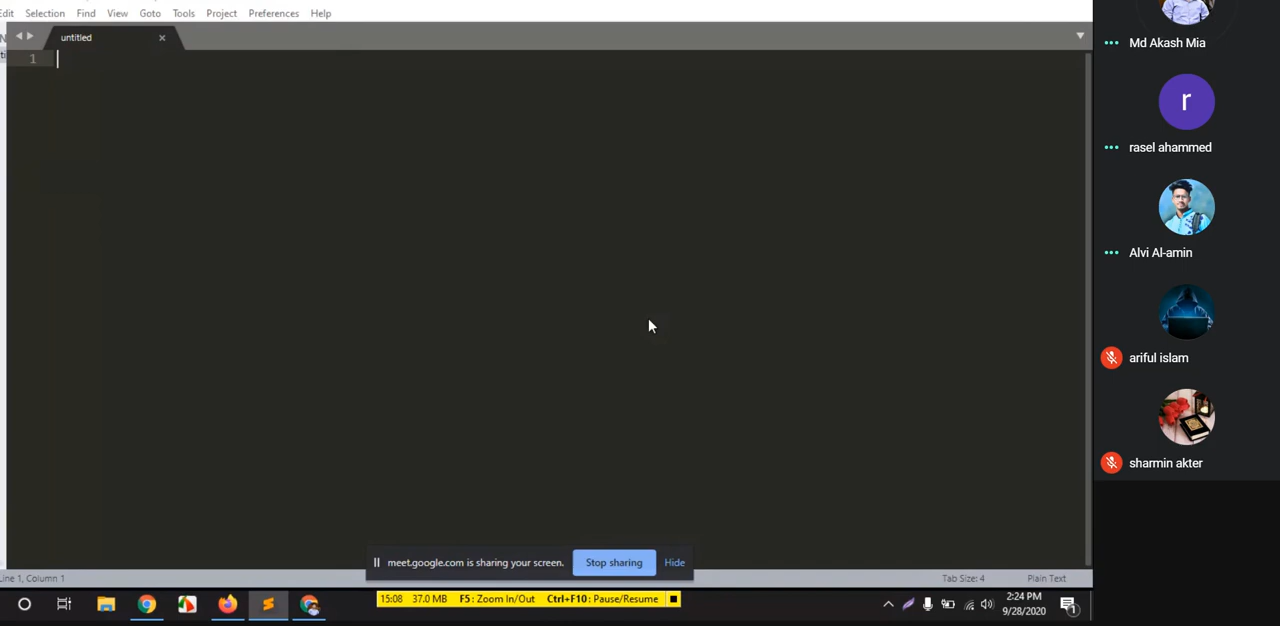 Edit Selection Find View Goto Tools Project Preferences Help
untitled
1
Md Akash Mia
r
rasel ahammed
Alvi Al-amin
ariful islam
sharmin akter
meet.google.com is sharing your screen. Stop sharing Hide
Line 1, Column 1
Tab Size: 4 Plain Text
15:08 37.0 MB F5: Zoom In/Out Ctrl+F10: Pause/Resume
2:24 PM
9/28/2020
1